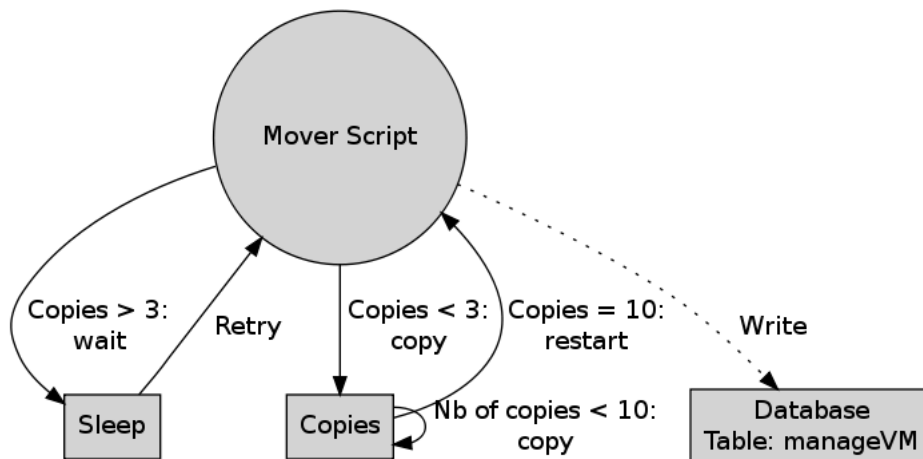 Mover Script
Copies > 3:
wait
Retry
Copies < 3:
copy
Copies = 10:
restart
Write
Sleep
Copies
Nb of copies < 10:
copy
Database
Table: manageVM